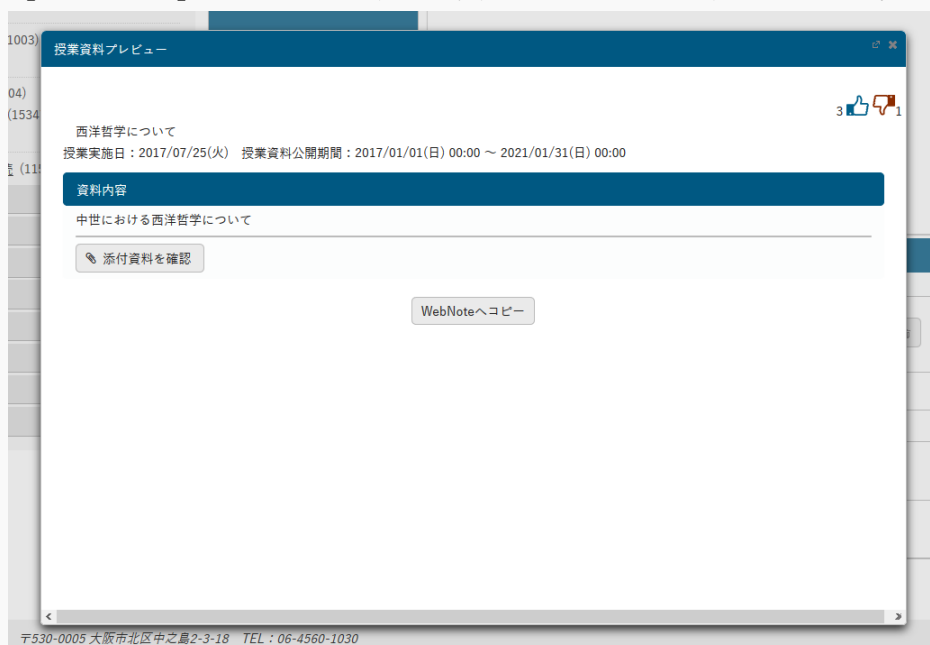 1003)
授業資料プレビュー
04)
(1534
3 1
西洋哲学について
授業実施日：2017/07/25(火) 授業資料公開期間：2017/01/01(日) 00:00 ～ 2021/01/31(日) 00:00
(115
資料内容
中世における西洋哲学について
添付資料を確認
WebNoteへコピー
〒530-0005 大阪市北区中之島2-3-18 TEL：06-4560-1030